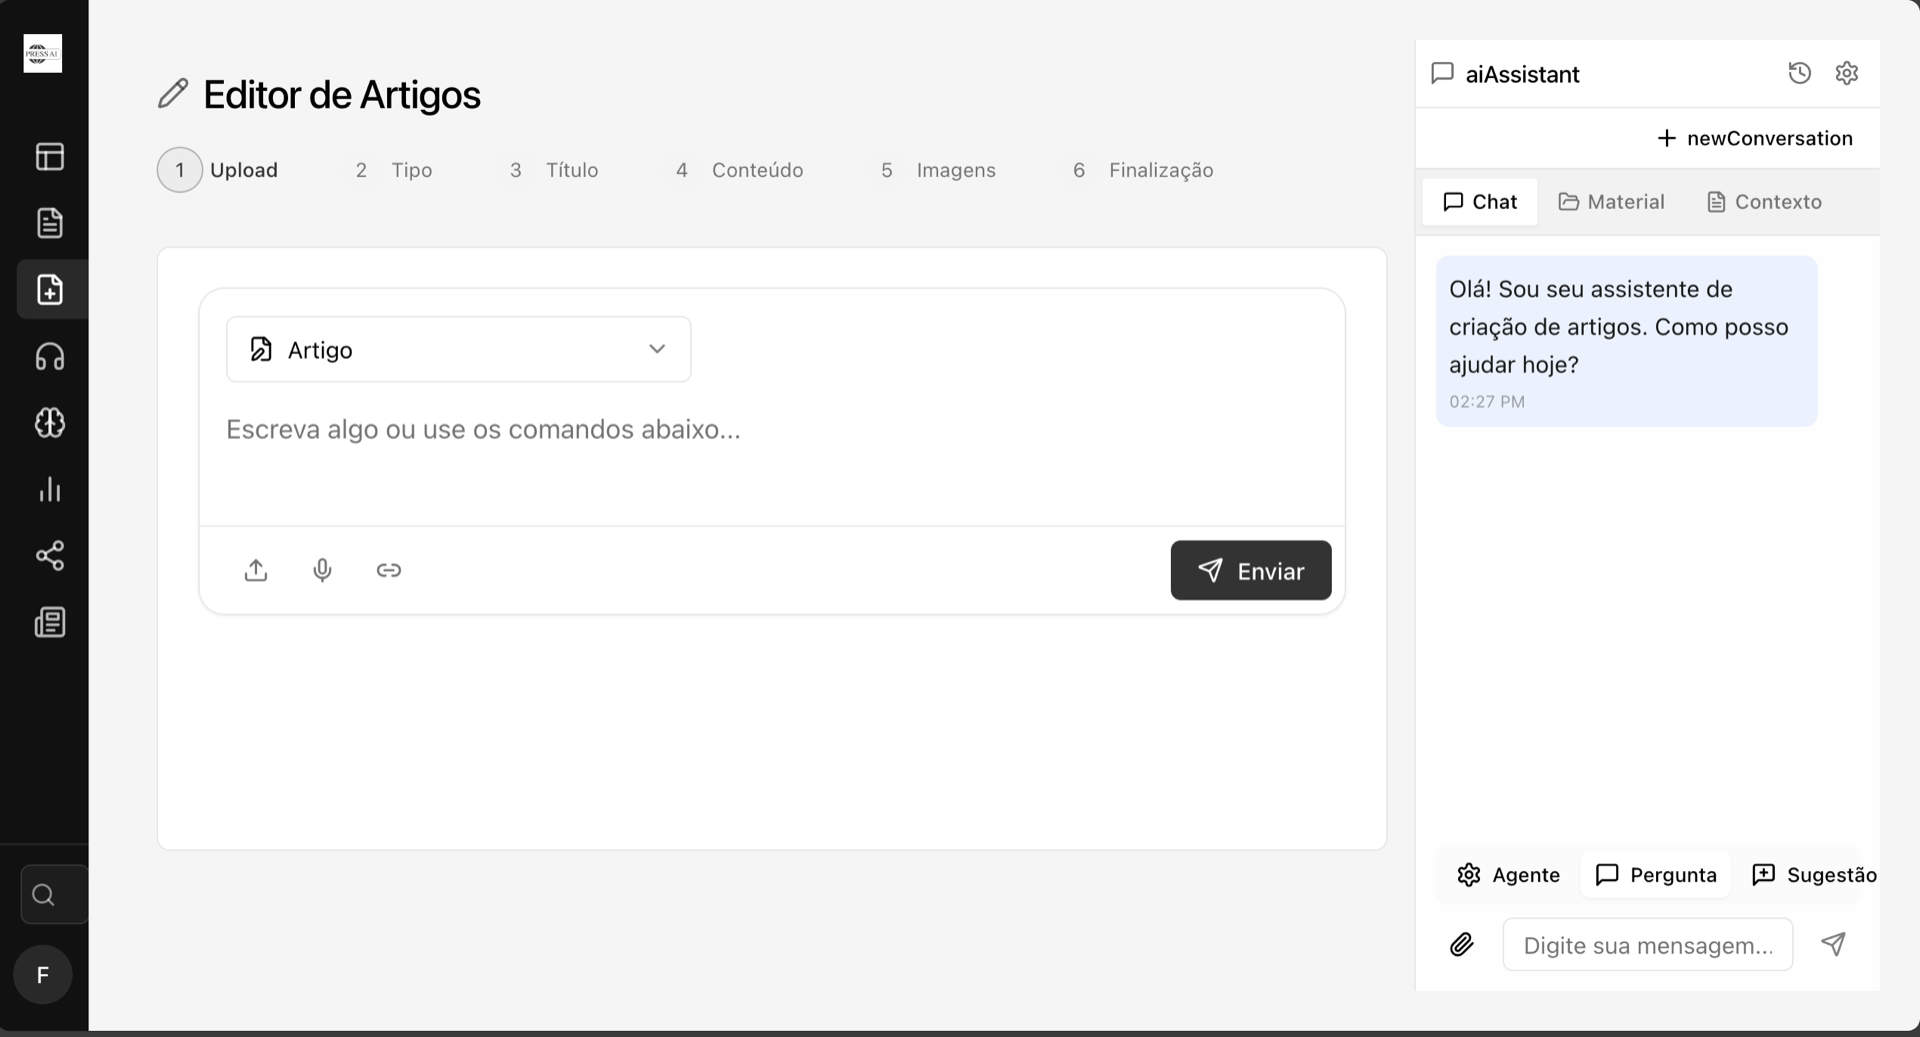 PRESS AI
Editor de Artigos
1 Upload 2 Tipo 3 Título 4 Conteúdo 5 Imagens 6 Finalização
Artigo
Escreva algo ou use os comandos abaixo...
Enviar
F
aiAssistant
newConversation
Chat Material Contexto
Olá! Sou seu assistente de
criação de artigos. Como posso
ajudar hoje?
02:27 PM
Agente Pergunta Sugestão
Digite sua mensagem...